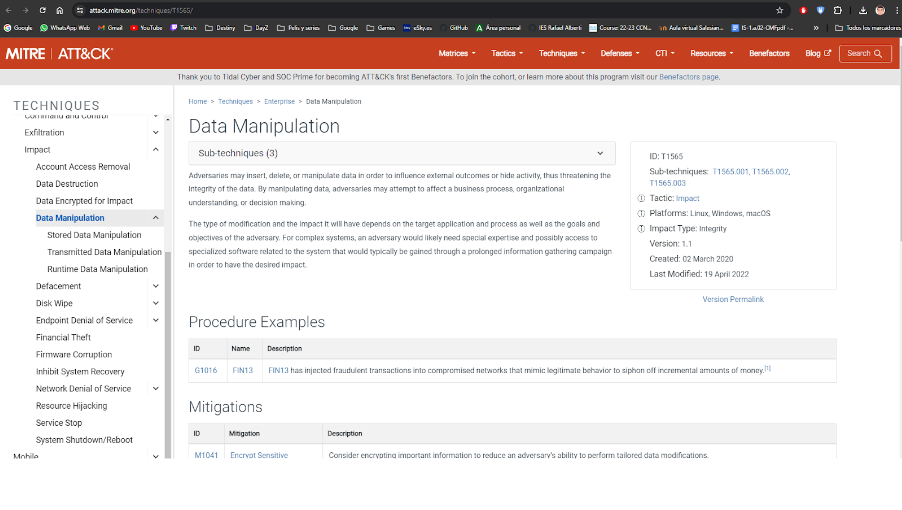 attack.mitre.org/techniques/T1565/
Google WhatsApp Web Gmail YouTube Twitch Destiny DayZ Pelis y series Google Games eSky.es GitHub Área personal IES Rafael Alberti Course: 22-23 CCN... Aula virtual Salesian... IS-1.a02-CMF.pdf -... » Todos los marcadores
MITRE | ATT&CK® Matrices Tactics Techniques Defenses CTI Resources Benefactors Blog Search
Thank you to Tidal Cyber and SOC Prime for becoming ATT&CK's first Benefactors. To join the cohort, or learn more about this program visit our Benefactors page.
TECHNIQUES
Command and Control
Exfiltration
Impact
Account Access Removal
Data Destruction
Data Encrypted for Impact
Data Manipulation
Stored Data Manipulation
Transmitted Data Manipulation
Runtime Data Manipulation
Defacement
Disk Wipe
Endpoint Denial of Service
Financial Theft
Firmware Corruption
Inhibit System Recovery
Network Denial of Service
Resource Hijacking
Service Stop
System Shutdown/Reboot
Mobile
Home > Techniques > Enterprise > Data Manipulation
Data Manipulation
Sub-techniques (3)
Adversaries may insert, delete, or manipulate data in order to influence external outcomes or hide activity, thus threatening the
integrity of the data. By manipulating data, adversaries may attempt to affect a business process, organizational
understanding, or decision making.
The type of modification and the impact it will have depends on the target application and process as well as the goals and
objectives of the adversary. For complex systems, an adversary would likely need special expertise and possibly access to
specialized software related to the system that would typically be gained through a prolonged information gathering campaign
in order to have the desired impact.
ID: T1565
Sub-techniques: T1565.001, T1565.002,
T1565.003
Tactic: Impact
Platforms: Linux, Windows, macOS
Impact Type: Integrity
Version: 1.1
Created: 02 March 2020
Last Modified: 19 April 2022
Version Permalink
Procedure Examples
ID Name Description
G1016 FIN13 FIN13 has injected fraudulent transactions into compromised networks that mimic legitimate behavior to siphon off incremental amounts of money.[1]
Mitigations
ID Mitigation Description
M1041 Encrypt Sensitive Consider encrypting important information to reduce an adversary's ability to perform tailored data modifications.